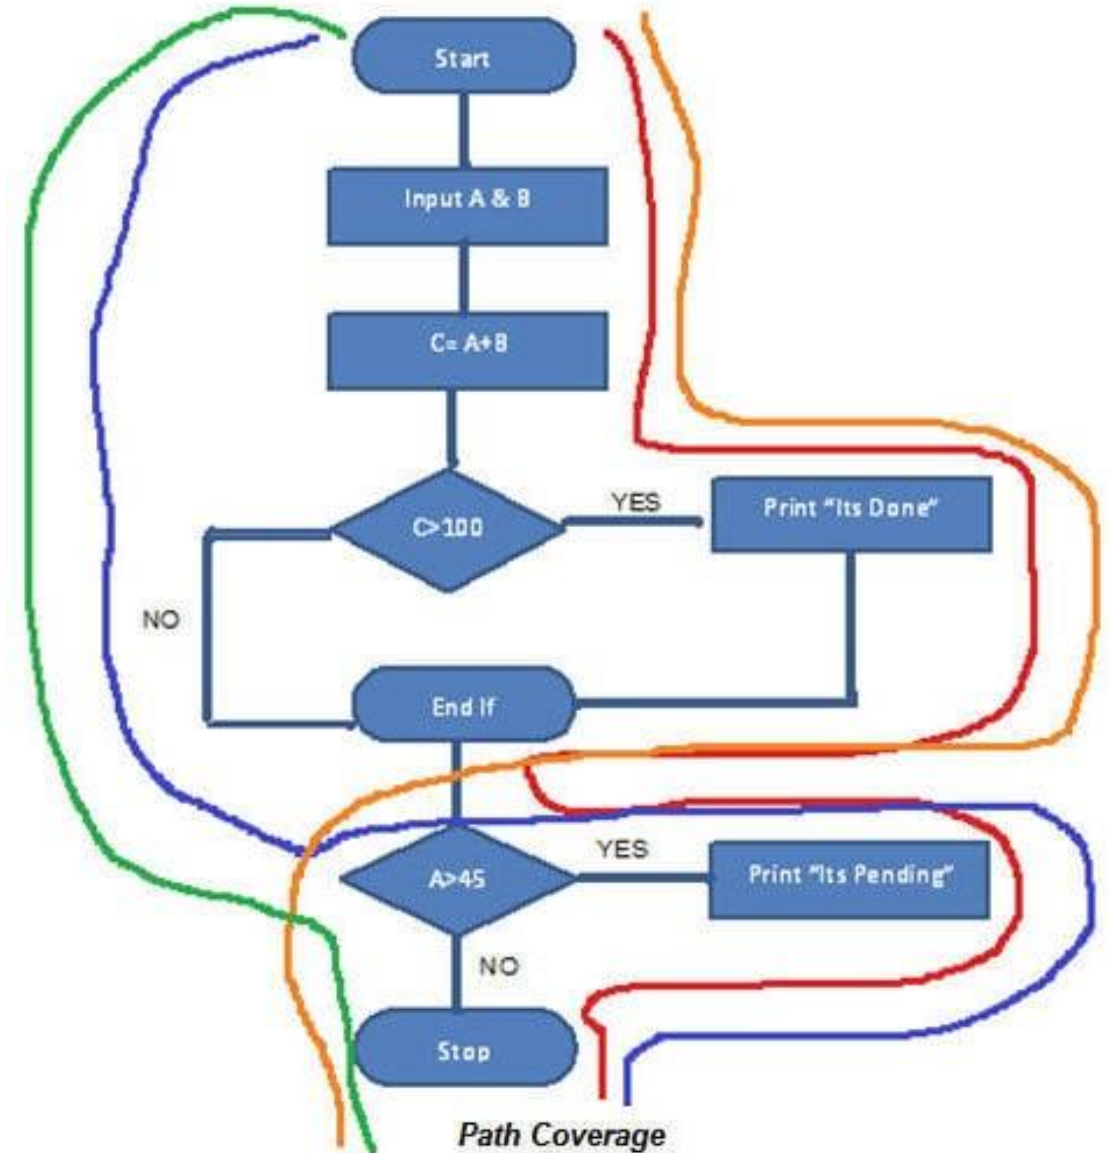 Start
Input A & B
C= A+B
C>100
YES
Print “Its Done”
NO
End If
A>45
YES
Print “Its Pending”
NO
Stop
Path Coverage